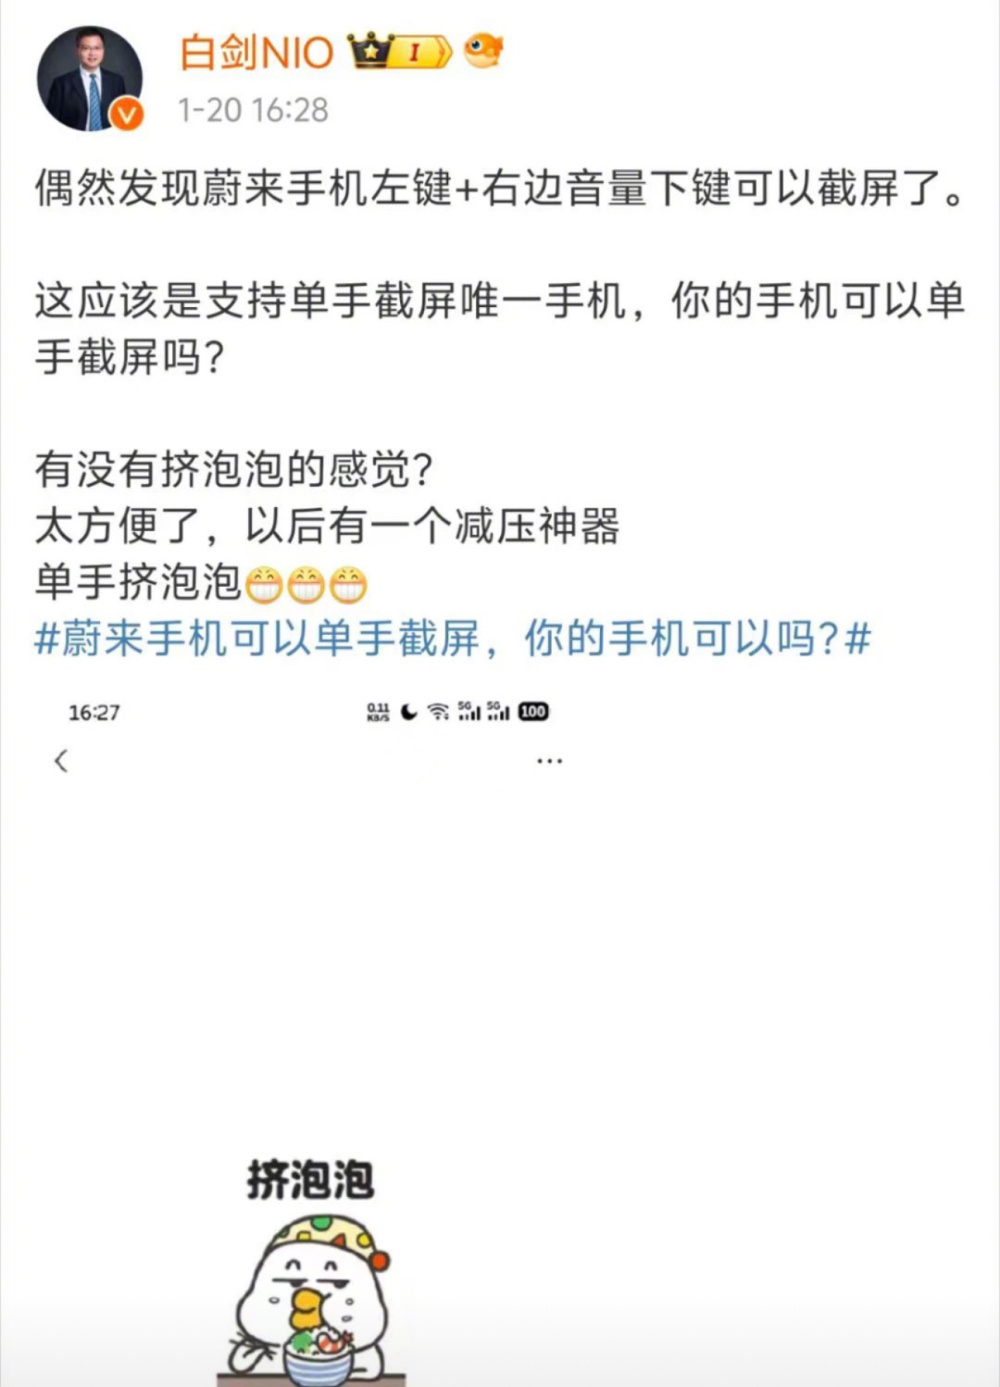 白剑NIO I
1-20 16:28
偶然发现蔚来手机左键+右边音量下键可以截屏了。
这应该是支持单手截屏唯一手机，你的手机可以单
手截屏吗？
有没有挤泡泡的感觉？
太方便了，以后有一个减压神器
单手挤泡泡😁😁😁
#蔚来手机可以单手截屏，你的手机可以吗?#
16:27 0.11 KB/S 5G 5G 100
挤泡泡